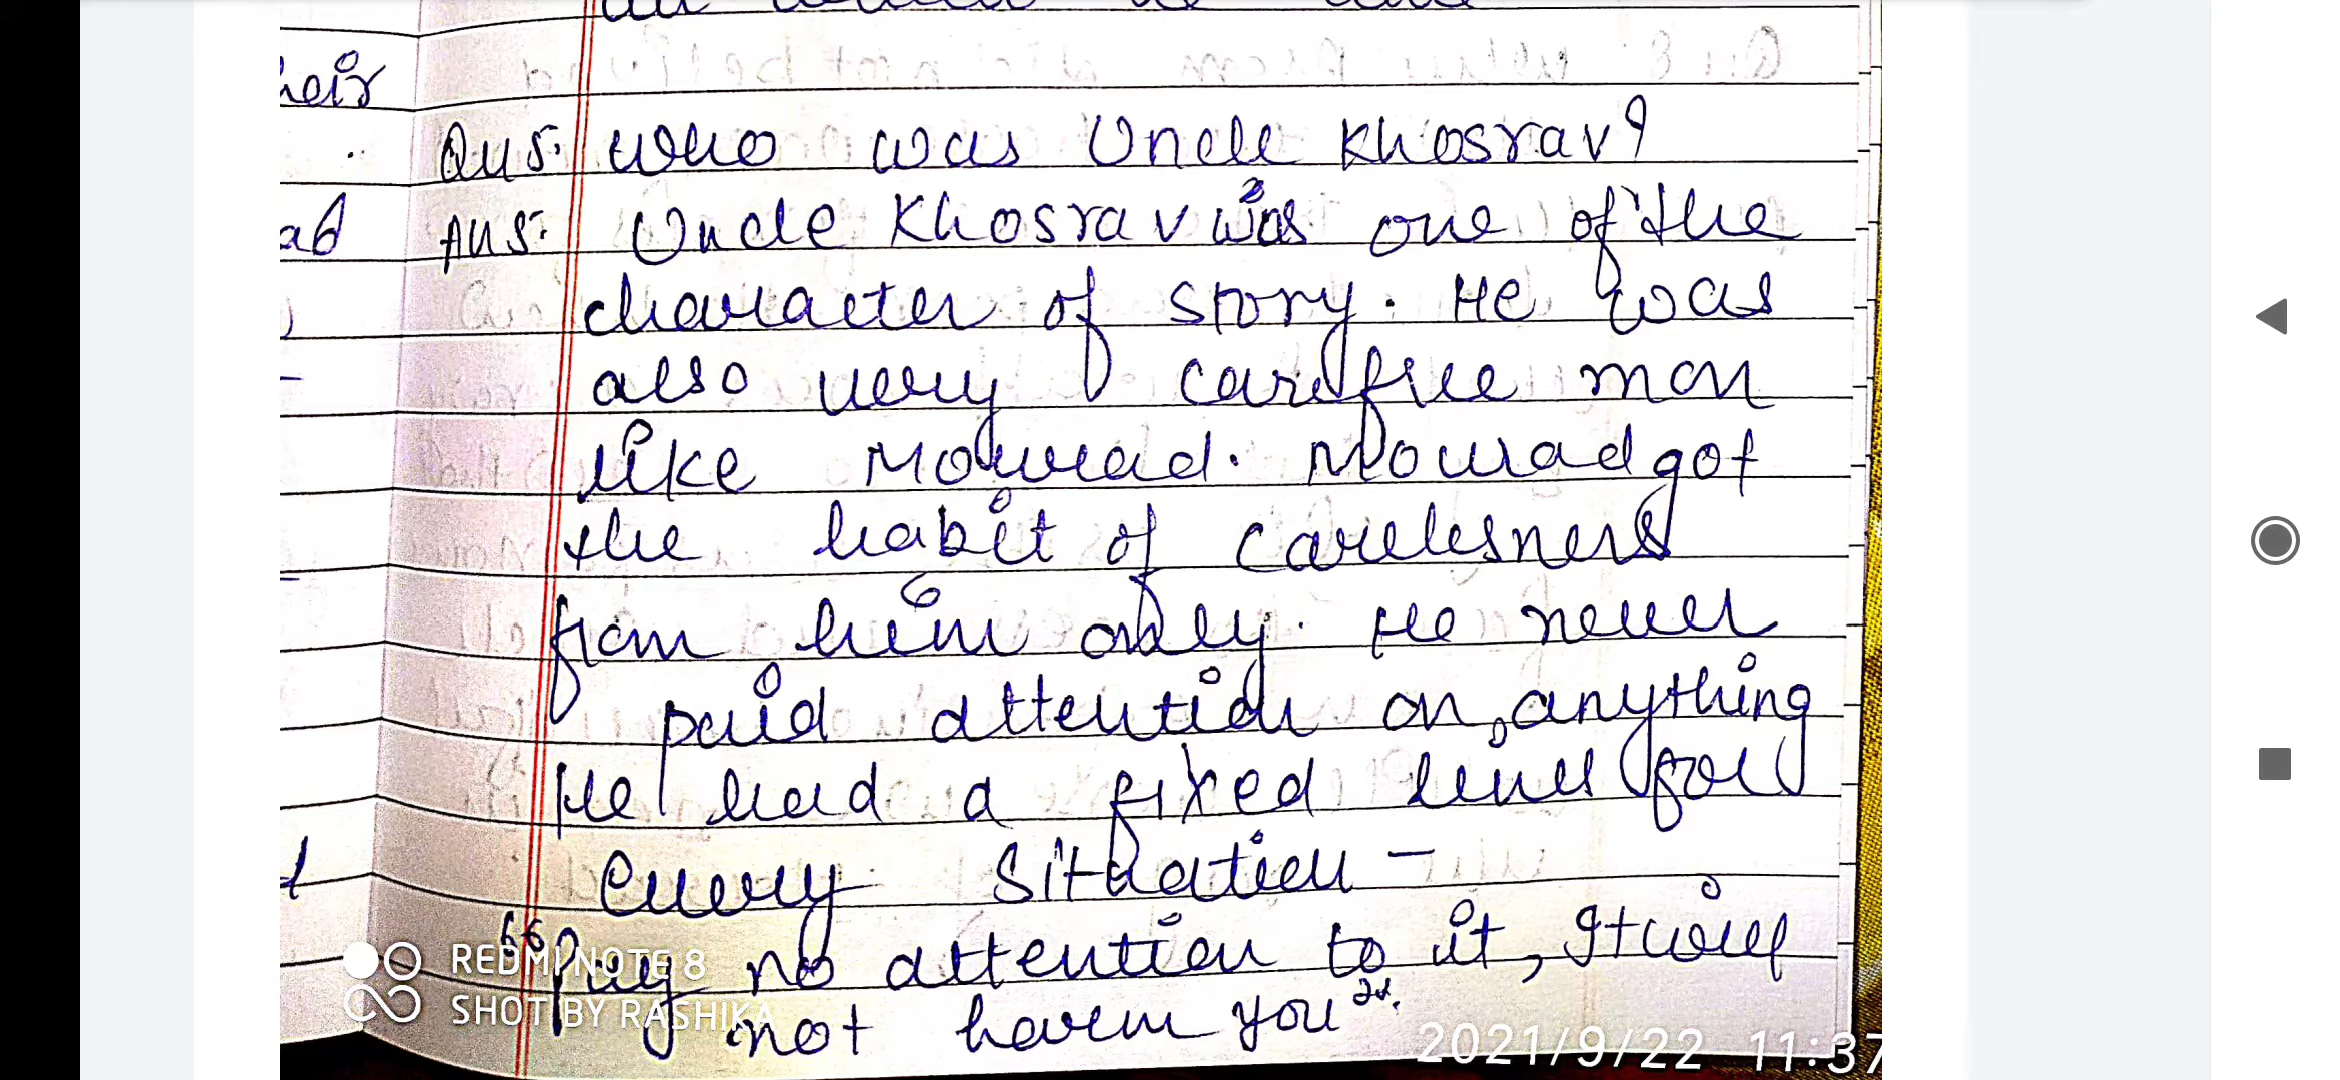 heir
Qus: who was Uncle Khosrav?
ab
Ans: Uncle Khosrav was one of the
character of story. He was
also very carefree man
like Mourad. Mourad got
the habit of carelesness
from him only. He never
paid attention on, anything
He had a fixed lines for
every situation -
"Pay no attention to it, It will
not harm you".
REDMI NOTE 8
SHOT BY RASHIKA
2021/9/22 11:37